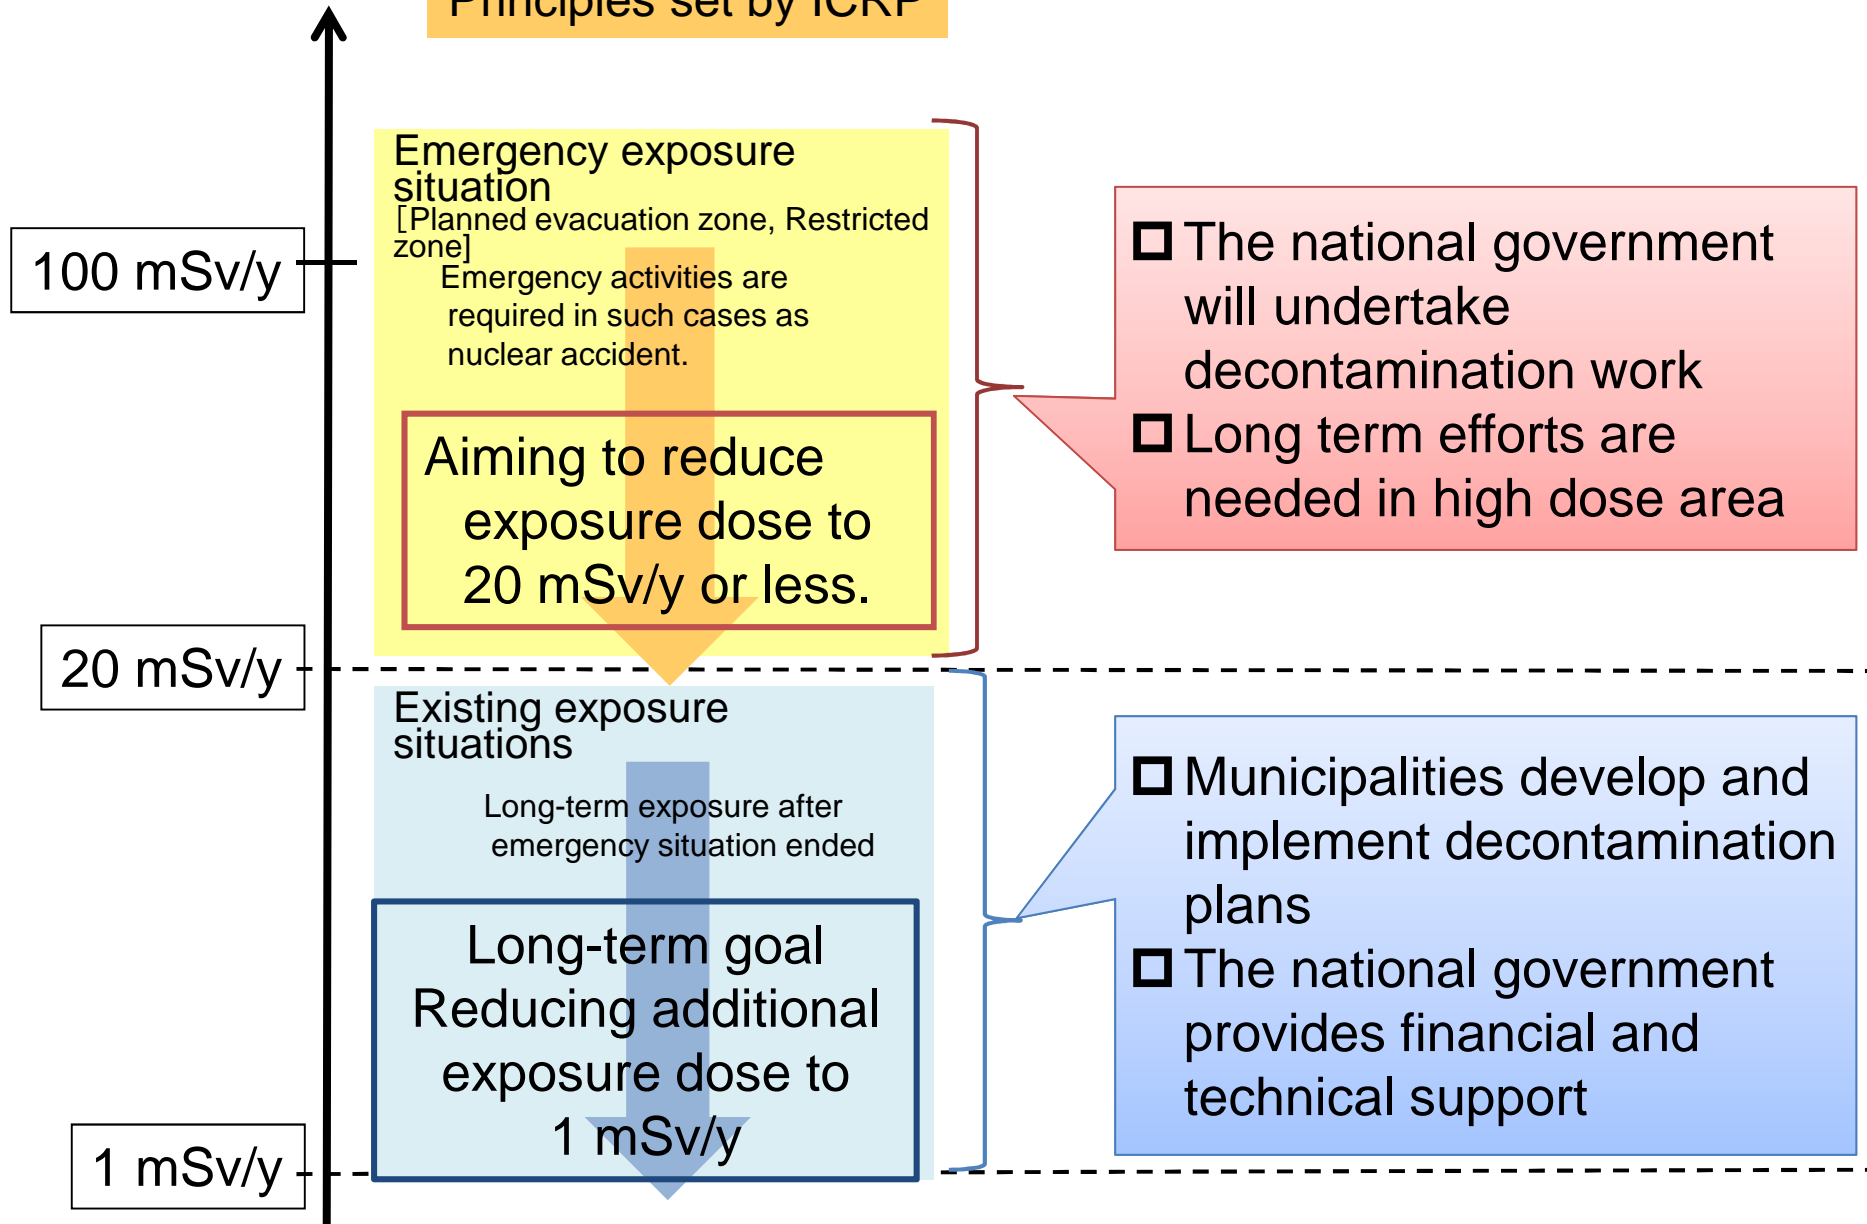 Principles set by ICRP
Emergency exposure
situation
[Planned evacuation zone, Restricted
zone]
Emergency activities are
required in such cases as
nuclear accident.
100 mSv/y
Aiming to reduce
exposure dose to
20 mSv/y or less.
The national government
will undertake
decontamination work
Long term efforts are
needed in high dose area
20 mSv/y
Existing exposure
situations
Long-term exposure after
emergency situation ended
Long-term goal
Reducing additional
exposure dose to
1 mSv/y
Municipalities develop and
implement decontamination
plans
The national government
provides financial and
technical support
1 mSv/y